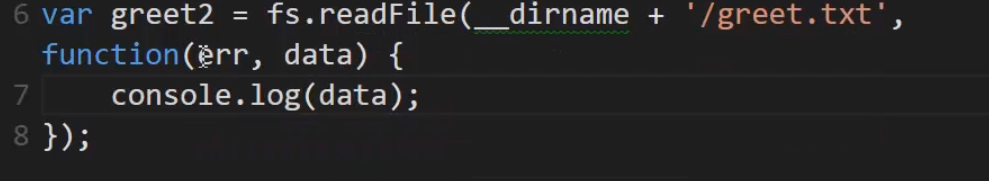 6 var greet2 = fs.readFile(__dirname + '/greet.txt',
function(err, data) {
7     console.log(data);
8 });